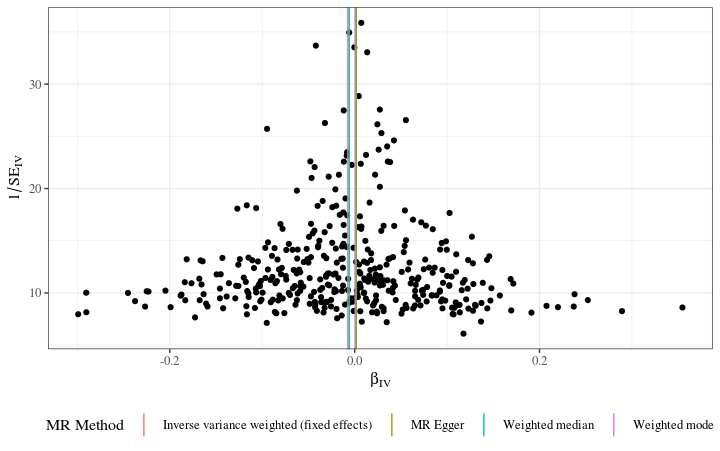 30
20
10
1/SE_IV
-0.2
0.0
0.2
β_IV
MR Method
Inverse variance weighted (fixed effects)
MR Egger
Weighted median
Weighted mode